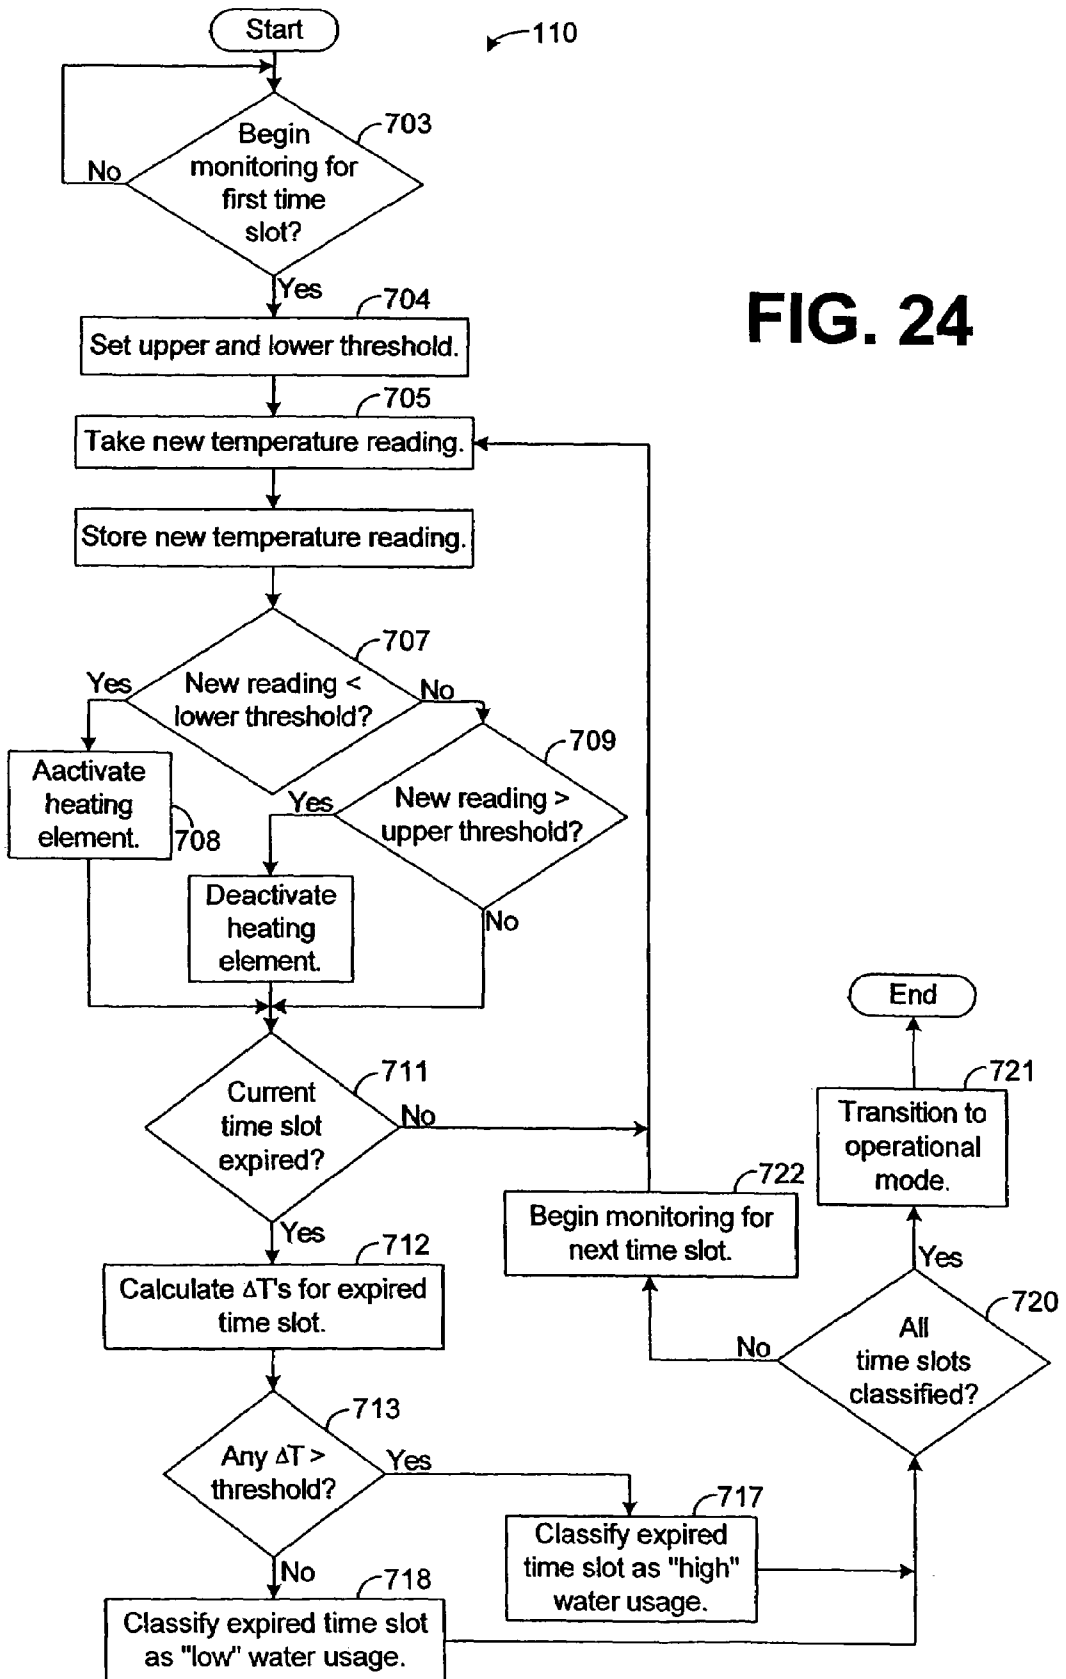 Start
110
703
Begin
monitoring for
first time
slot?
No
Yes
FIG. 24
704
Set upper and lower threshold.
705
Take new temperature reading.
Store new temperature reading.
707
Yes
New reading <
lower threshold?
No
709
Aactivate
heating
element.
708
Yes
New reading >
upper threshold?
Deactivate
heating
element.
No
End
711
Current
time slot
expired?
No
721
Transition to
operational
mode.
722
Begin monitoring for
next time slot.
Yes
Yes
712
Calculate ΔT's for expired
time slot.
720
All
time slots
classified?
No
713
Any ΔT >
threshold?
Yes
717
Classify expired
time slot as "high"
water usage.
No
718
Classify expired time slot
as "low" water usage.